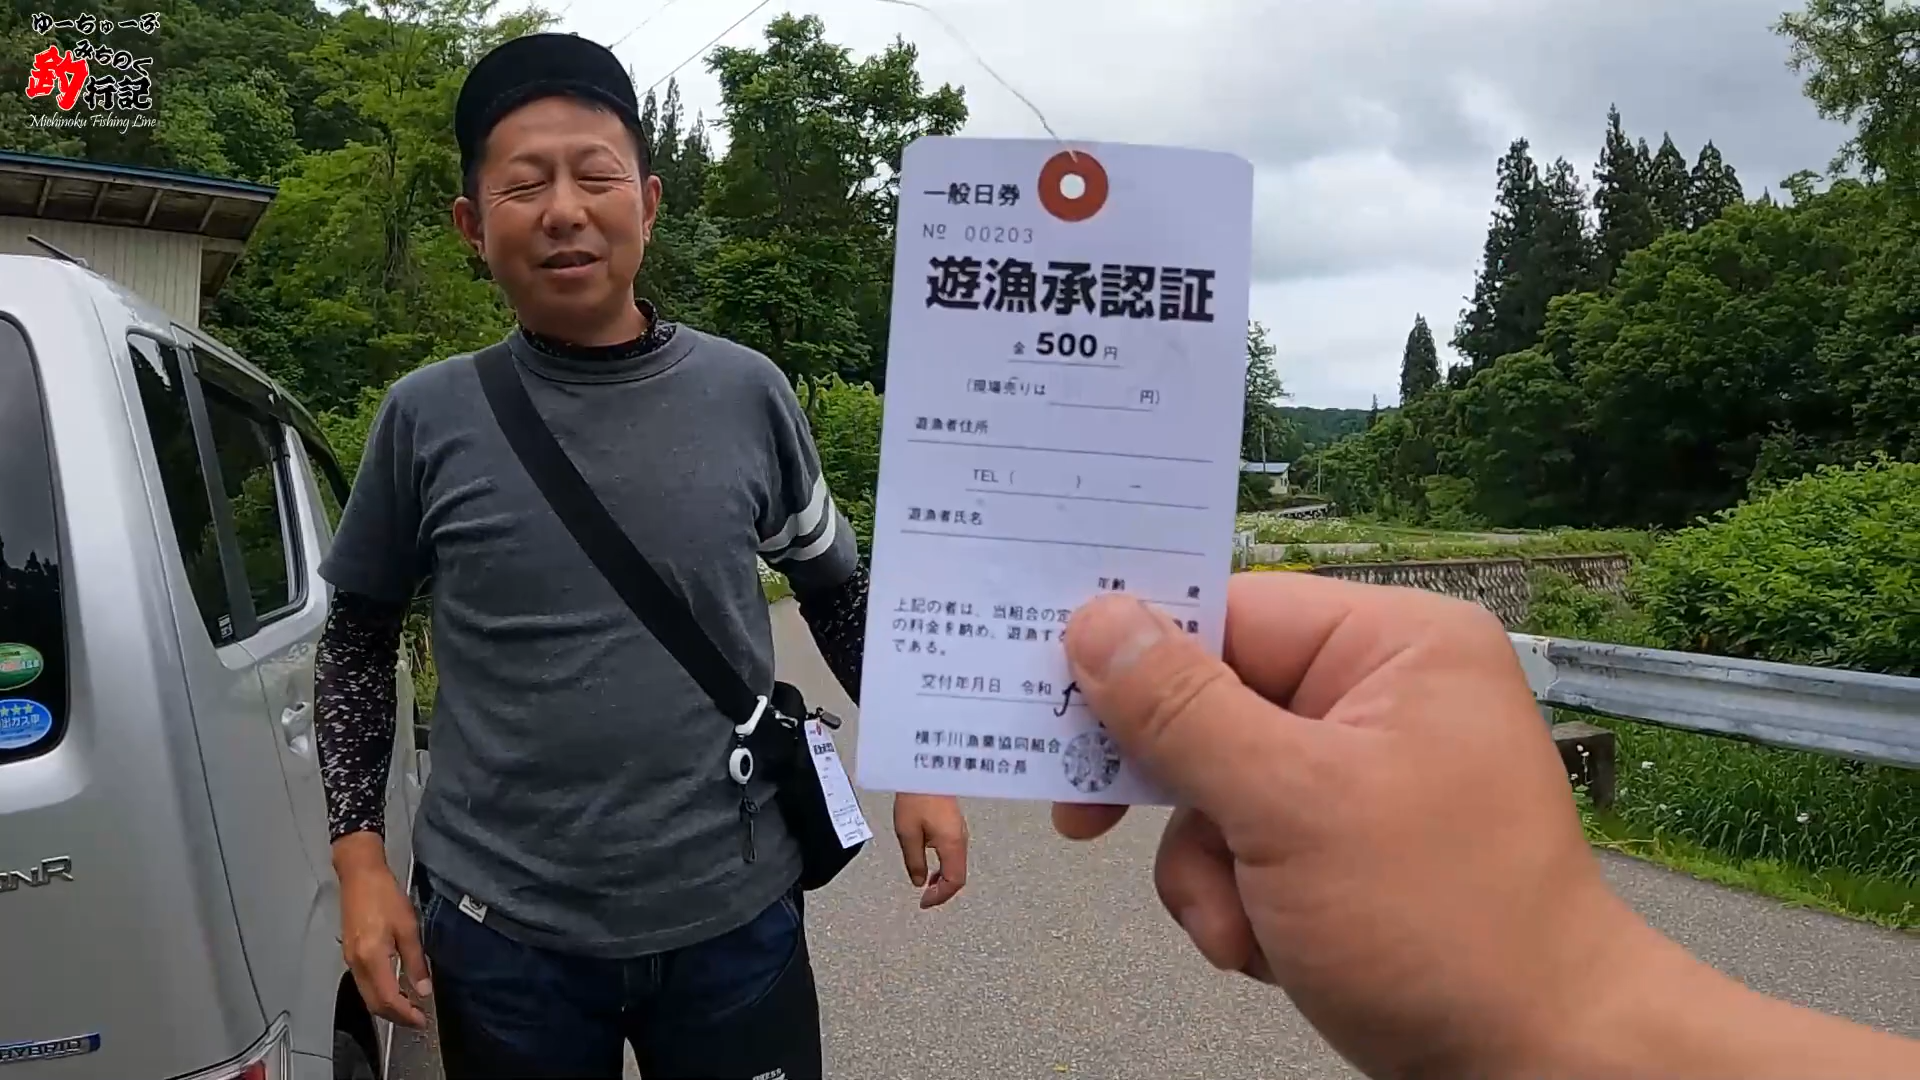 ゆーちゅーぶ
みちのく
釣行記
Michinoku Fishing Line
一般日券
Nº 00203
遊漁承認証
金 500 円
(現場売りは 円)
遊漁者住所
TEL ( ) –
遊漁者氏名
年齢 歳
上記の者は、当組合の定
の料金を納め、遊漁する
である。
交付年月日 令和
横手川漁業協同組合
代表理事組合長
HYBRID